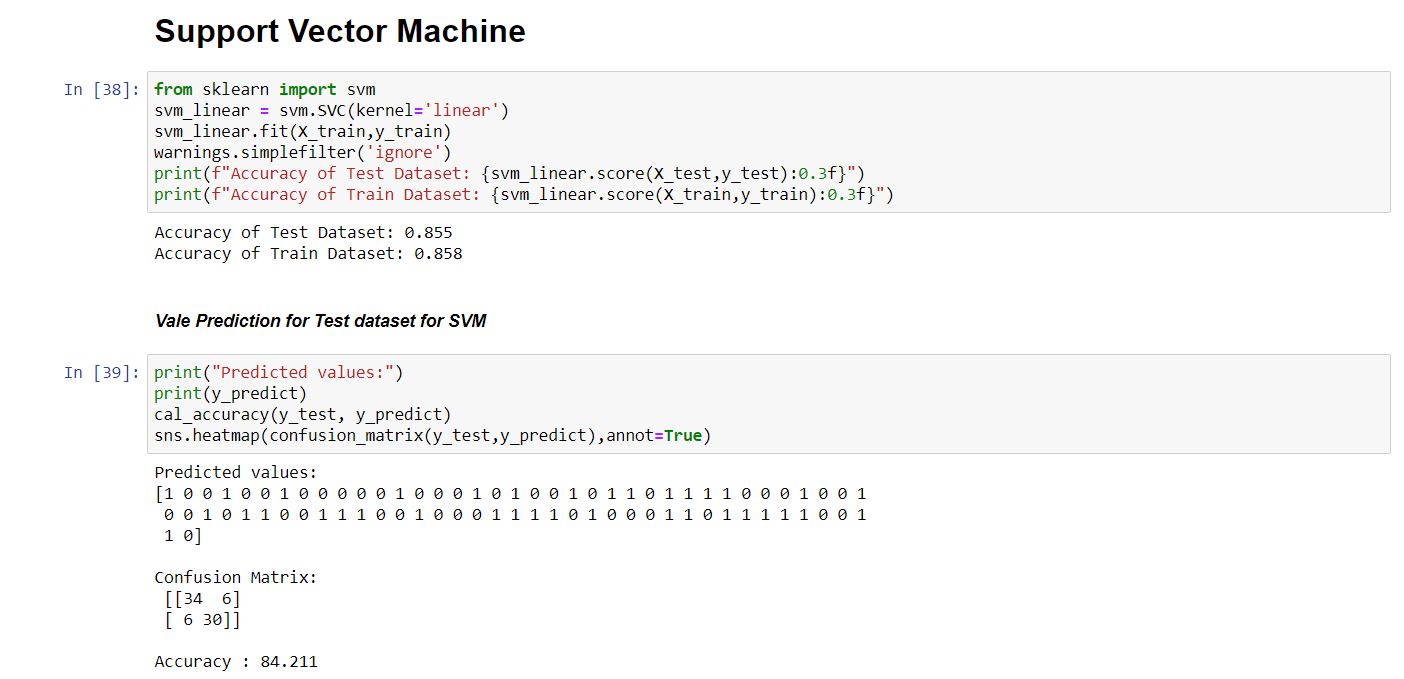 Support Vector Machine
In [38]: from sklearn import svm
svm_linear = svm.SVC(kernel='linear')
svm_linear.fit(X_train,y_train)
warnings.simplefilter('ignore')
print(f"Accuracy of Test Dataset: {svm_linear.score(X_test,y_test):0.3f}")
print(f"Accuracy of Train Dataset: {svm_linear.score(X_train,y_train):0.3f}")
Accuracy of Test Dataset: 0.855
Accuracy of Train Dataset: 0.858
Vale Prediction for Test dataset for SVM
In [39]: print("Predicted values:")
print(y_predict)
cal_accuracy(y_test, y_predict)
sns.heatmap(confusion_matrix(y_test,y_predict),annot=True)
Predicted values:
[1 0 0 1 0 0 1 0 0 0 0 0 1 0 0 0 1 0 1 0 0 1 0 1 1 0 1 1 1 1 0 0 0 1 0 0 1
0 0 1 0 1 1 0 0 1 1 1 0 0 1 0 0 0 1 1 1 1 0 1 0 0 0 1 1 0 1 1 1 1 1 0 0 1
1 0]
Confusion Matrix:
[[34  6]
[ 6 30]]
Accuracy : 84.211